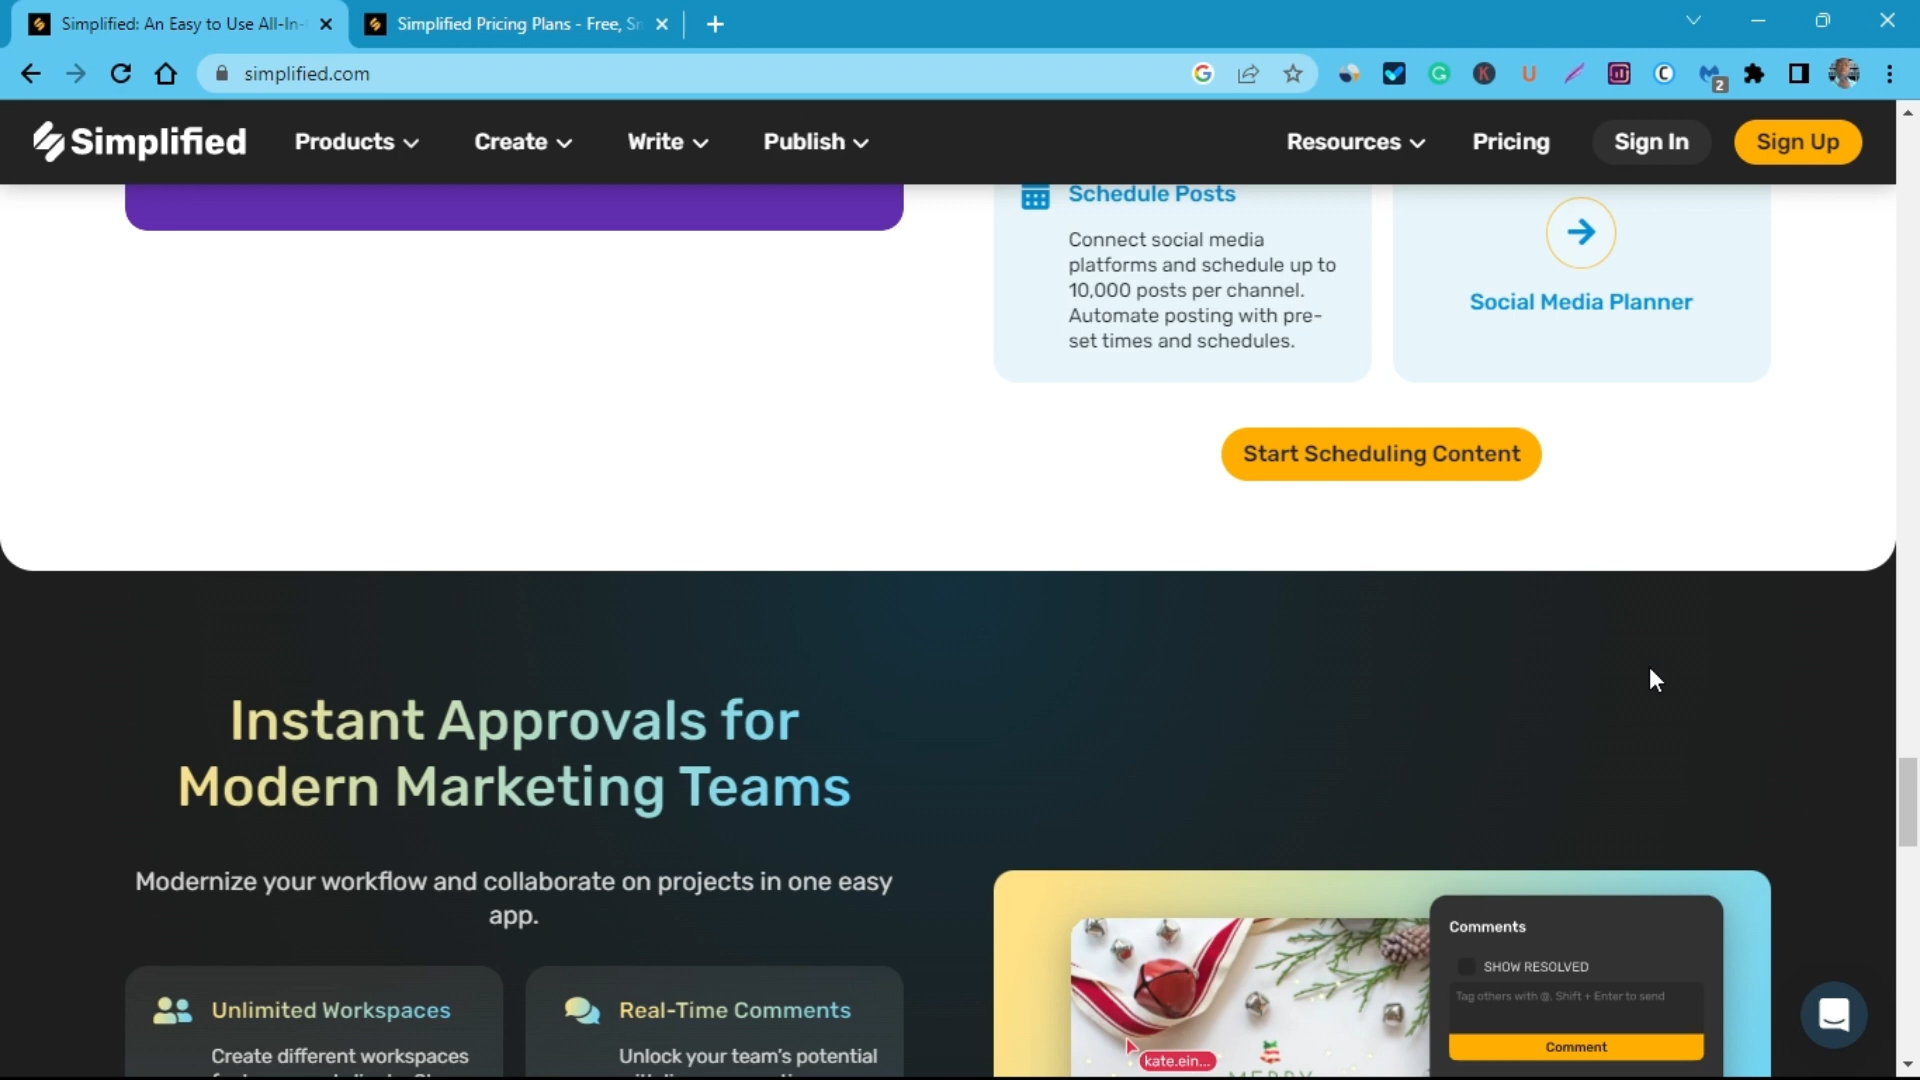 Simplified: An Easy to Use All-In-
Simplified Pricing Plans - Free, Sm
simplified.com
2
Simplified
Products
Create
Write
Publish
Resources
Pricing
Sign In
Sign Up
Schedule Posts
Connect social media
platforms and schedule up to
10,000 posts per channel.
Automate posting with pre-
set times and schedules.
Social Media Planner
Start Scheduling Content
Instant Approvals for
Modern Marketing Teams
Modernize your workflow and collaborate on projects in one easy
app.
Unlimited Workspaces
Create different workspaces
Real-Time Comments
Unlock your team's potential
Comments
SHOW RESOLVED
Tag others with @. Shift + Enter to send
Comment
kate.ein...
MERRY